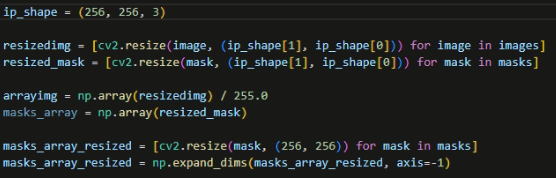 ip_shape = (256, 256, 3)
resizedimg = [cv2.resize(image, (ip_shape[1], ip_shape[0])) for image in images]
resized_mask = [cv2.resize(mask, (ip_shape[1], ip_shape[0])) for mask in masks]
arrayimg = np.array(resizedimg) / 255.0
masks_array = np.array(resized_mask)
masks_array_resized = [cv2.resize(mask, (256, 256)) for mask in masks]
masks_array_resized = np.expand_dims(masks_array_resized, axis=-1)